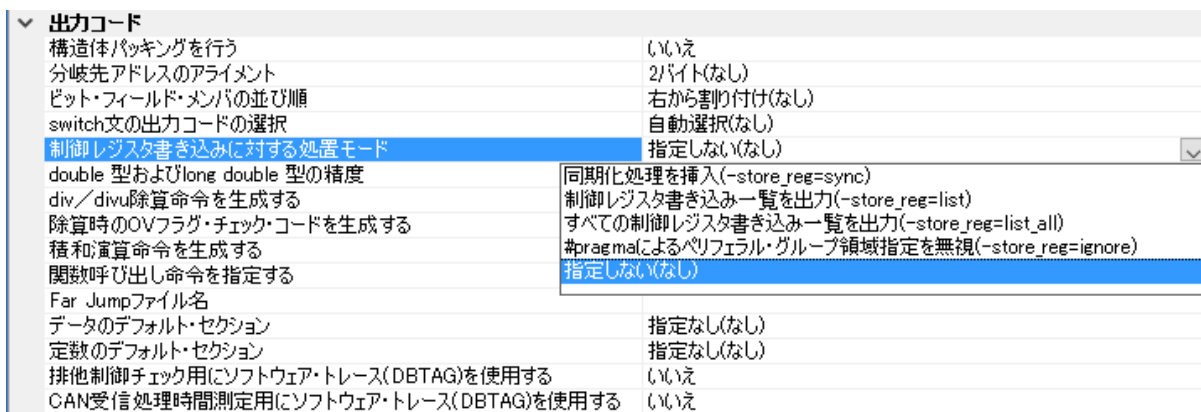 出力コード
構造体パッキングを行う いいえ
分岐先アドレスのアライメント 2バイト(なし)
ビット・フィールド・メンバの並び順 右から割り付け(なし)
switch文の出力コードの選択 自動選択(なし)
制御レジスタ書き込みに対する処置モード 指定しない(なし)
double 型およびlong double 型の精度 同期化処理を挿入(-store_reg=sync)
div/divu除算命令を生成する 制御レジスタ書き込み一覧を出力(-store_reg=list)
除算時のOVフラグ・チェック・コードを生成する すべての制御レジスタ書き込み一覧を出力(-store_reg=list_all)
積和演算命令を生成する #pragmaによるペリフェラル・グループ領域指定を無視(-store_reg=ignore)
関数呼び出し命令を指定する 指定しない(なし)
Far Jumpファイル名
データのデフォルト・セクション 指定なし(なし)
定数のデフォルト・セクション 指定なし(なし)
排他制御チェック用にソフトウェア・トレース(DBTAG)を使用する いいえ
CAN受信処理時間測定用にソフトウェア・トレース(DBTAG)を使用する いいえ